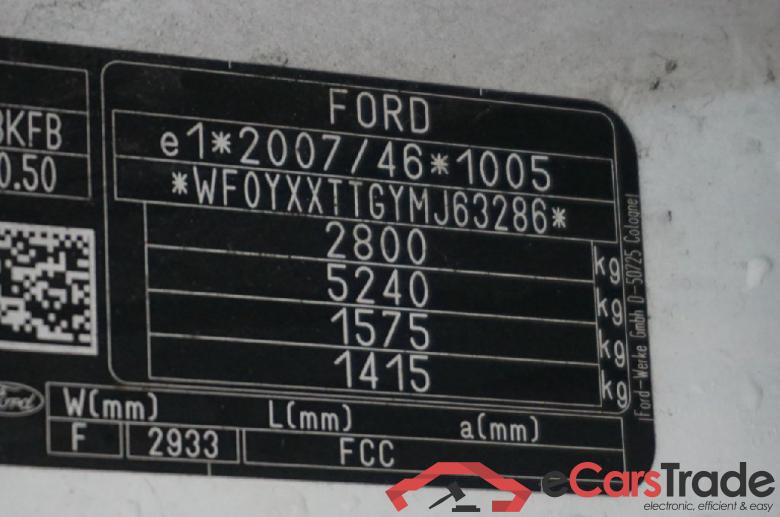 FORD
e1*2007/46*1005
*WF0YXXTTGYMJ63286*
2800 kg
5240 kg
1575 kg
1415 kg
3KFB
0.50
Ford-Werke GmbH D-50725 Cologne
Ford
W(mm) L(mm) a(mm)
F 2933 FCC
eCarsTrade
electronic, efficient & easy